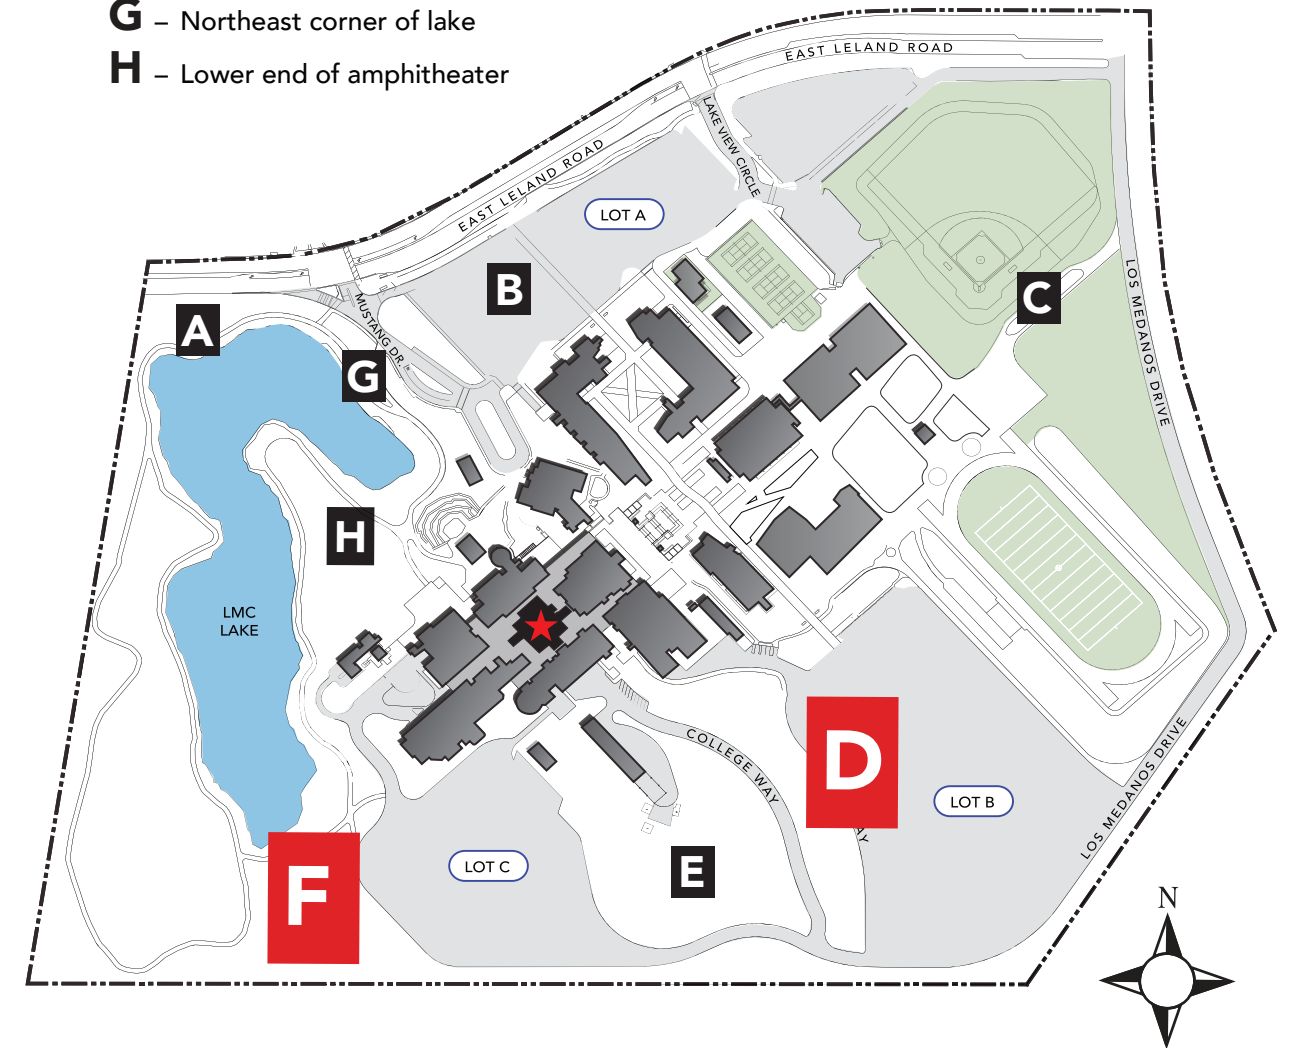 G – Northeast corner of lake
H – Lower end of amphitheater
EAST LELAND ROAD
LAKE VIEW CIRCLE
EAST LELAND ROAD
LOT A
B
C
LOS MEDANOS DRIVE
A
MUSTANG DR.
G
H
LMC
LAKE
COLLEGE WAY
D
AY
LOT B
LOS MEDANOS DRIVE
LOT C
E
F
N